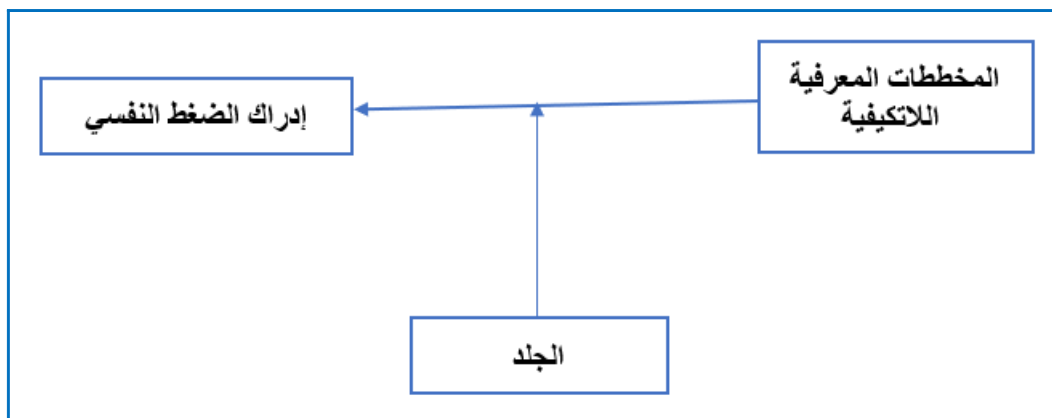 المخططات المعرفية
اللاتكيفية
إدراك الضغط النفسي
الجلد